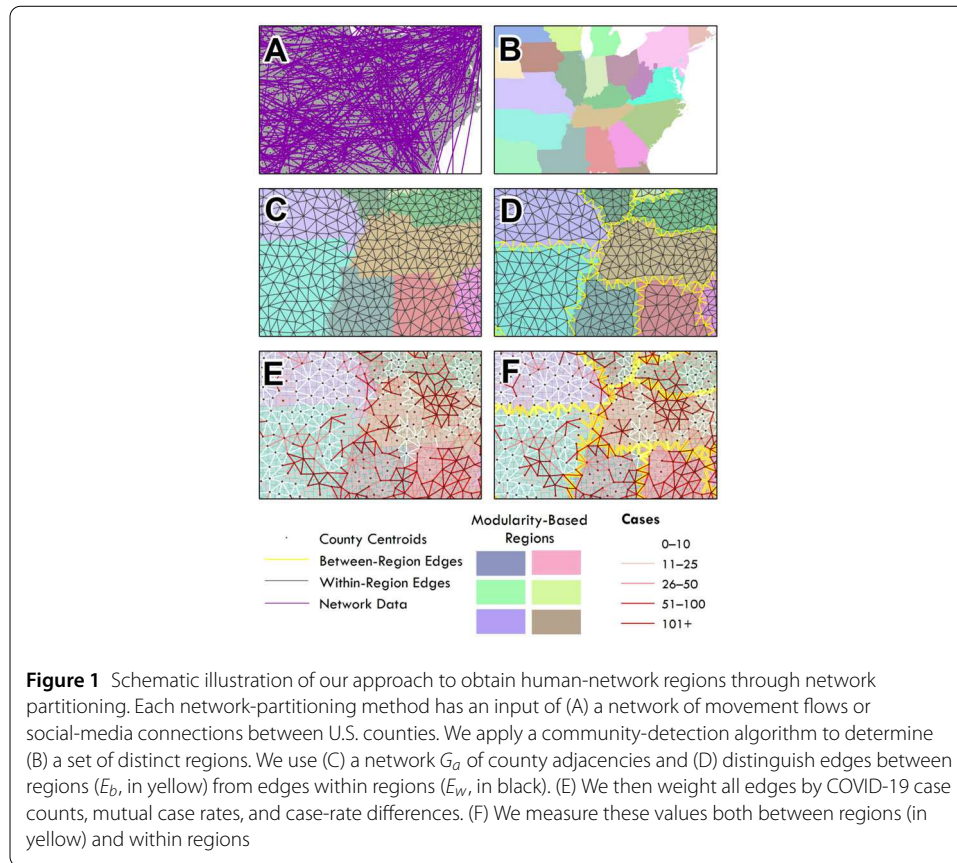 A
B
C
D
E
F
County Centroids
Between-Region Edges
Within-Region Edges
Network Data
Modularity-Based
Regions
Cases
0–10
11–25
26–50
51–100
101+
Figure 1 Schematic illustration of our approach to obtain human-network regions through network
partitioning. Each network-partitioning method has an input of (A) a network of movement flows or
social-media connections between U.S. counties. We apply a community-detection algorithm to determine
(B) a set of distinct regions. We use (C) a network Gₐ of county adjacencies and (D) distinguish edges between
regions (E_b, in yellow) from edges within regions (E_w, in black). (E) We then weight all edges by COVID-19 case
counts, mutual case rates, and case-rate differences. (F) We measure these values both between regions (in
yellow) and within regions